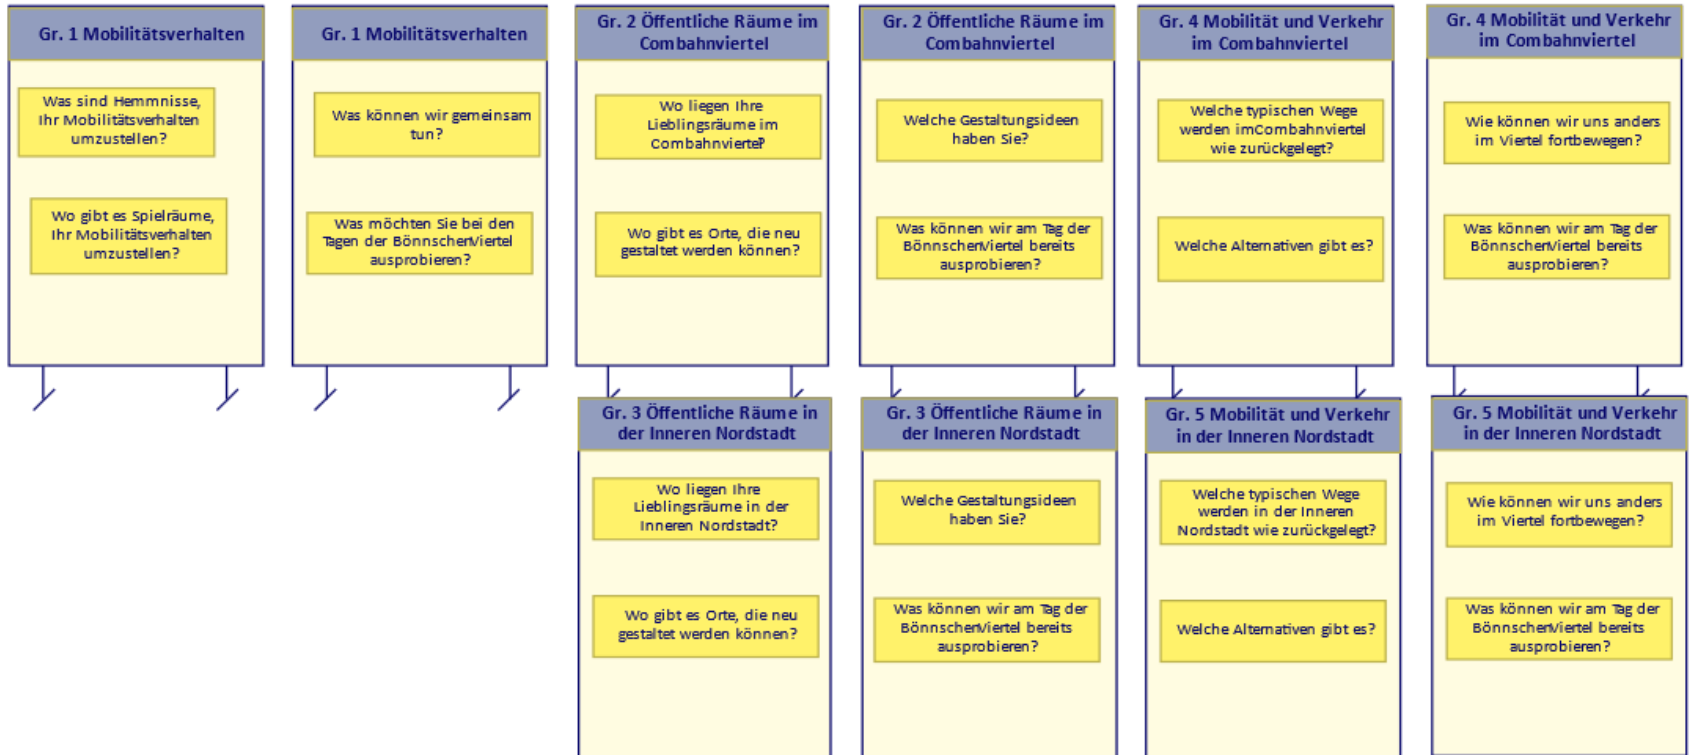 Gr. 1 Mobilitätsverhalten
Was sind Hemmnisse,
Ihr Mobilitätsverhalten
umzustellen?
Wo gibt es Spielräume,
Ihr Mobilitätsverhalten
umzustellen?
Gr. 1 Mobilitätsverhalten
Was können wir gemeinsam
tun?
Was möchten Sie bei den
Tagen der BönnschenViertel
ausprobieren?
Gr. 2 Öffentliche Räume im
Combahnviertel
Wo liegen Ihre
Lieblingsräume im
Combahnviertel?
Wo gibt es Orte, die neu
gestaltet werden können?
Gr. 2 Öffentliche Räume im
Combahnviertel
Welche Gestaltungsideen
haben Sie?
Was können wir am Tag der
BönnschenViertel bereits
ausprobieren?
Gr. 4 Mobilität und Verkehr
im Combahnviertel
Welche typischen Wege
werden imCombahnviertel
wie zurückgelegt?
Welche Alternativen gibt es?
Gr. 4 Mobilität und Verkehr
im Combahnviertel
Wie können wir uns anders
im Viertel fortbewegen?
Was können wir am Tag der
BönnschenViertel bereits
ausprobieren?
Gr. 3 Öffentliche Räume in
der Inneren Nordstadt
Wo liegen Ihre
Lieblingsräume in der
Inneren Nordstadt?
Wo gibt es Orte, die neu
gestaltet werden können?
Gr. 3 Öffentliche Räume in
der Inneren Nordstadt
Welche Gestaltungsideen
haben Sie?
Was können wir am Tag der
BönnschenViertel bereits
ausprobieren?
Gr. 5 Mobilität und Verkehr
in der Inneren Nordstadt
Welche typischen Wege
werden in der Inneren
Nordstadt wie zurückgelegt?
Welche Alternativen gibt es?
Gr. 5 Mobilität und Verkehr
in der Inneren Nordstadt
Wie können wir uns anders
im Viertel fortbewegen?
Was können wir am Tag der
BönnschenViertel bereits
ausprobieren?